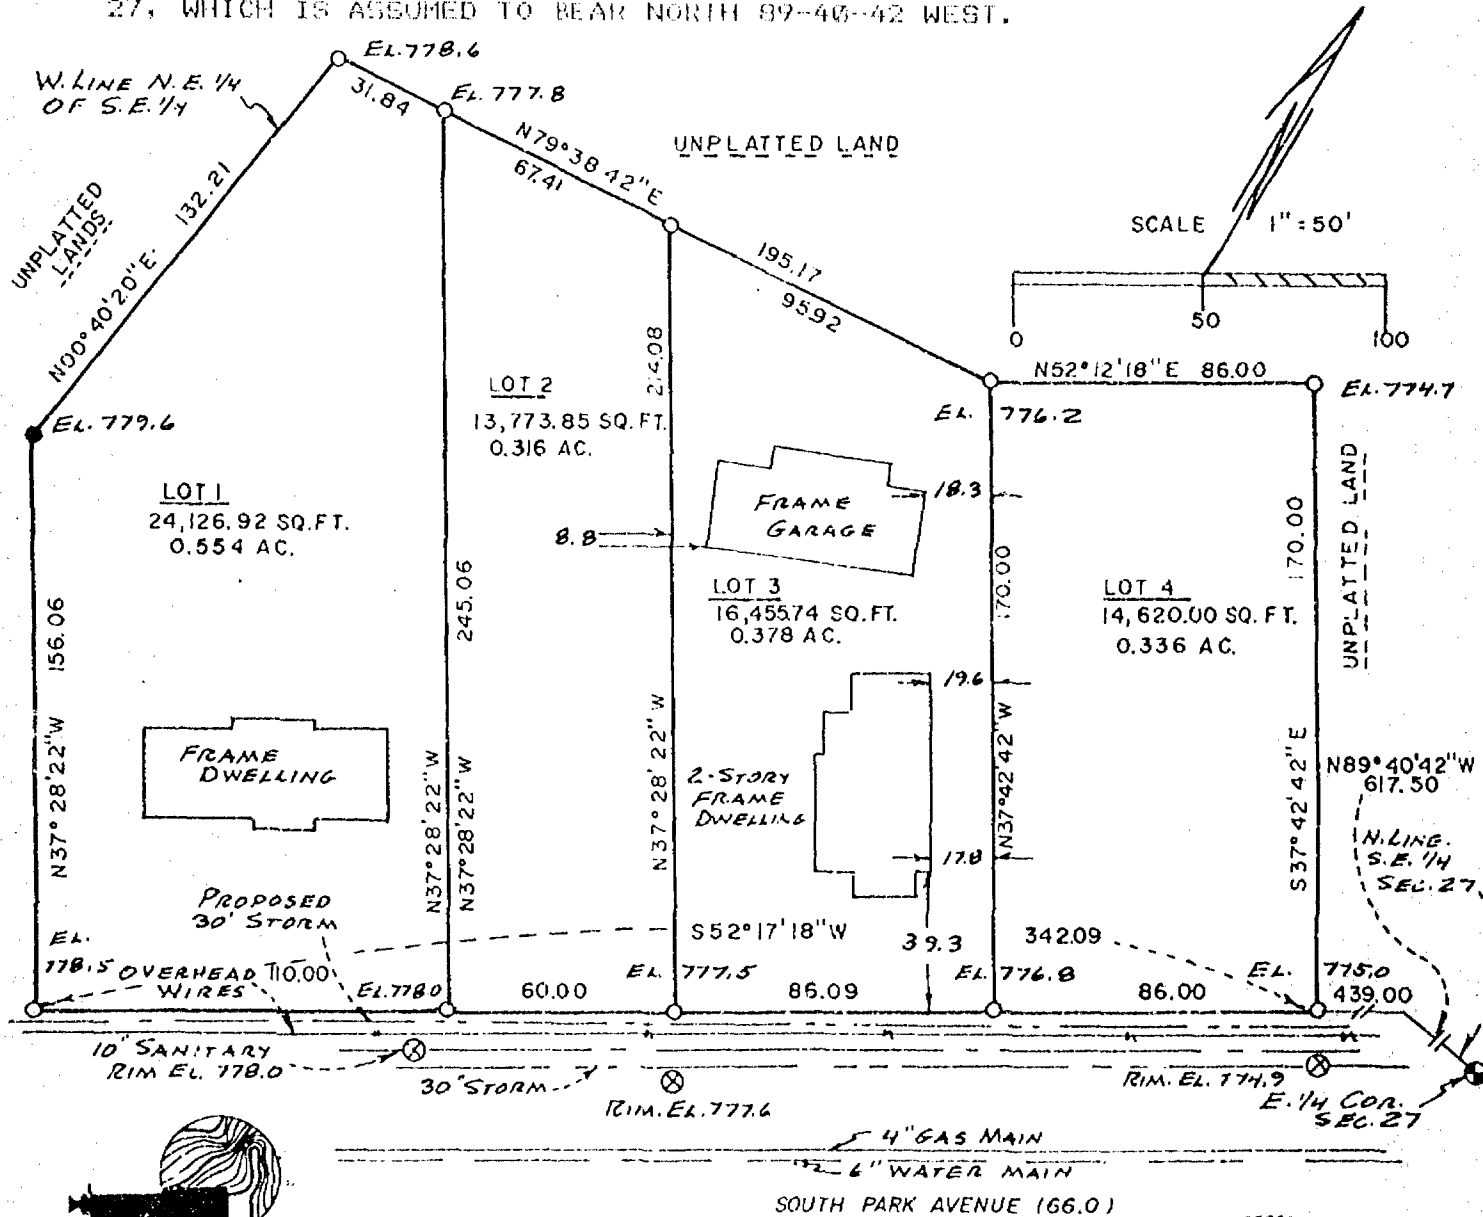 27, WHICH IS ASSUMED TO BEAR NORTH 89-40-42 WEST.
EL. 778.6
W. LINE N.E. 1/4
OF S.E. 1/4
31.84
EL. 777.8
N79°38'42"E
67.41
UNPLATTED LAND
UNPLATTED
LANDS
132.21
N00°40'20"E
SCALE 1"=50'
0
50
100
195.17
95.92
N52°12'18"E 86.00
EL. 774.7
EL. 776.2
EL. 779.6
LOT 2
13,773.85 SQ. FT.
0.316 AC.
LOT 1
24,126.92 SQ. FT.
0.554 AC.
FRAME
GARAGE
18.3
8.8
LOT 3
16,455.74 SQ. FT.
0.378 AC.
LOT 4
14,620.00 SQ. FT.
0.336 AC.
170.00
170.00
UNPLATTED LAND
156.06
245.06
N37°28'22"W
N37°28'22"W
N37°28'22"W
N37°28'22"W
19.6
N37°42'42"W
S37°42'42"E
FRAME
DWELLING
2-STORY
FRAME
DWELLING
17.8
N89°40'42"W
617.50
N. LINE.
S.E. 1/4
SEC. 27
PROPOSED
30" STORM
S52°17'18"W
39.3
342.09
EL.
778.5
OVERHEAD
WIRES
110.00
EL. 778.0
60.00
EL. 777.5
86.09
EL. 776.8
86.00
EL. 775.0
439.00
10" SANITARY
RIM EL. 778.0
30" STORM
RIM. EL. 777.6
RIM. EL. 774.9
E. 1/4 COR.
SEC. 27
4" GAS MAIN
6" WATER MAIN
SOUTH PARK AVENUE (66.0)